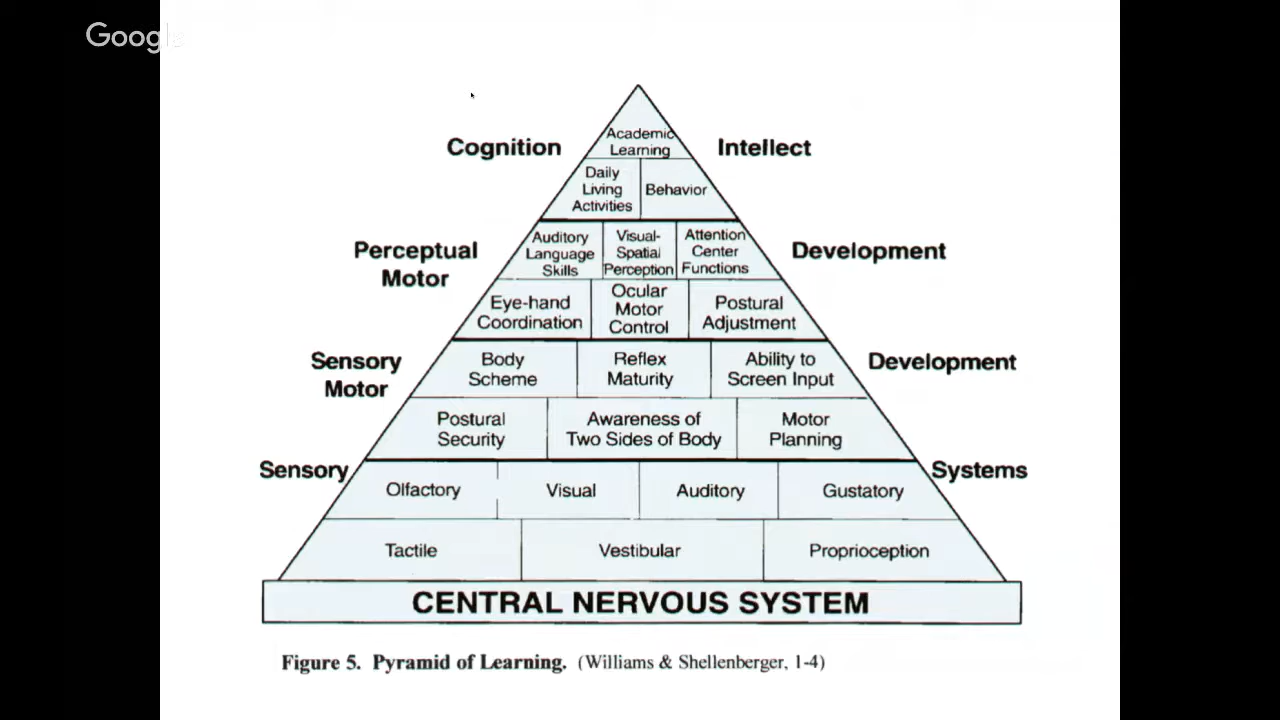 Google
Academic
Learning
Cognition
Intellect
Daily
Living
Activities
Behavior
Auditory
Language
Skills
Visual-
Spatial
Perception
Attention
Center
Functions
Perceptual
Motor
Development
Eye-hand
Coordination
Ocular
Motor
Control
Postural
Adjustment
Sensory
Motor
Body
Scheme
Reflex
Maturity
Ability to
Screen Input
Development
Postural
Security
Awareness of
Two Sides of Body
Motor
Planning
Sensory
Systems
Olfactory
Visual
Auditory
Gustatory
Tactile
Vestibular
Proprioception
CENTRAL NERVOUS SYSTEM
Figure 5. Pyramid of Learning. (Williams & Shellenberger, 1-4)